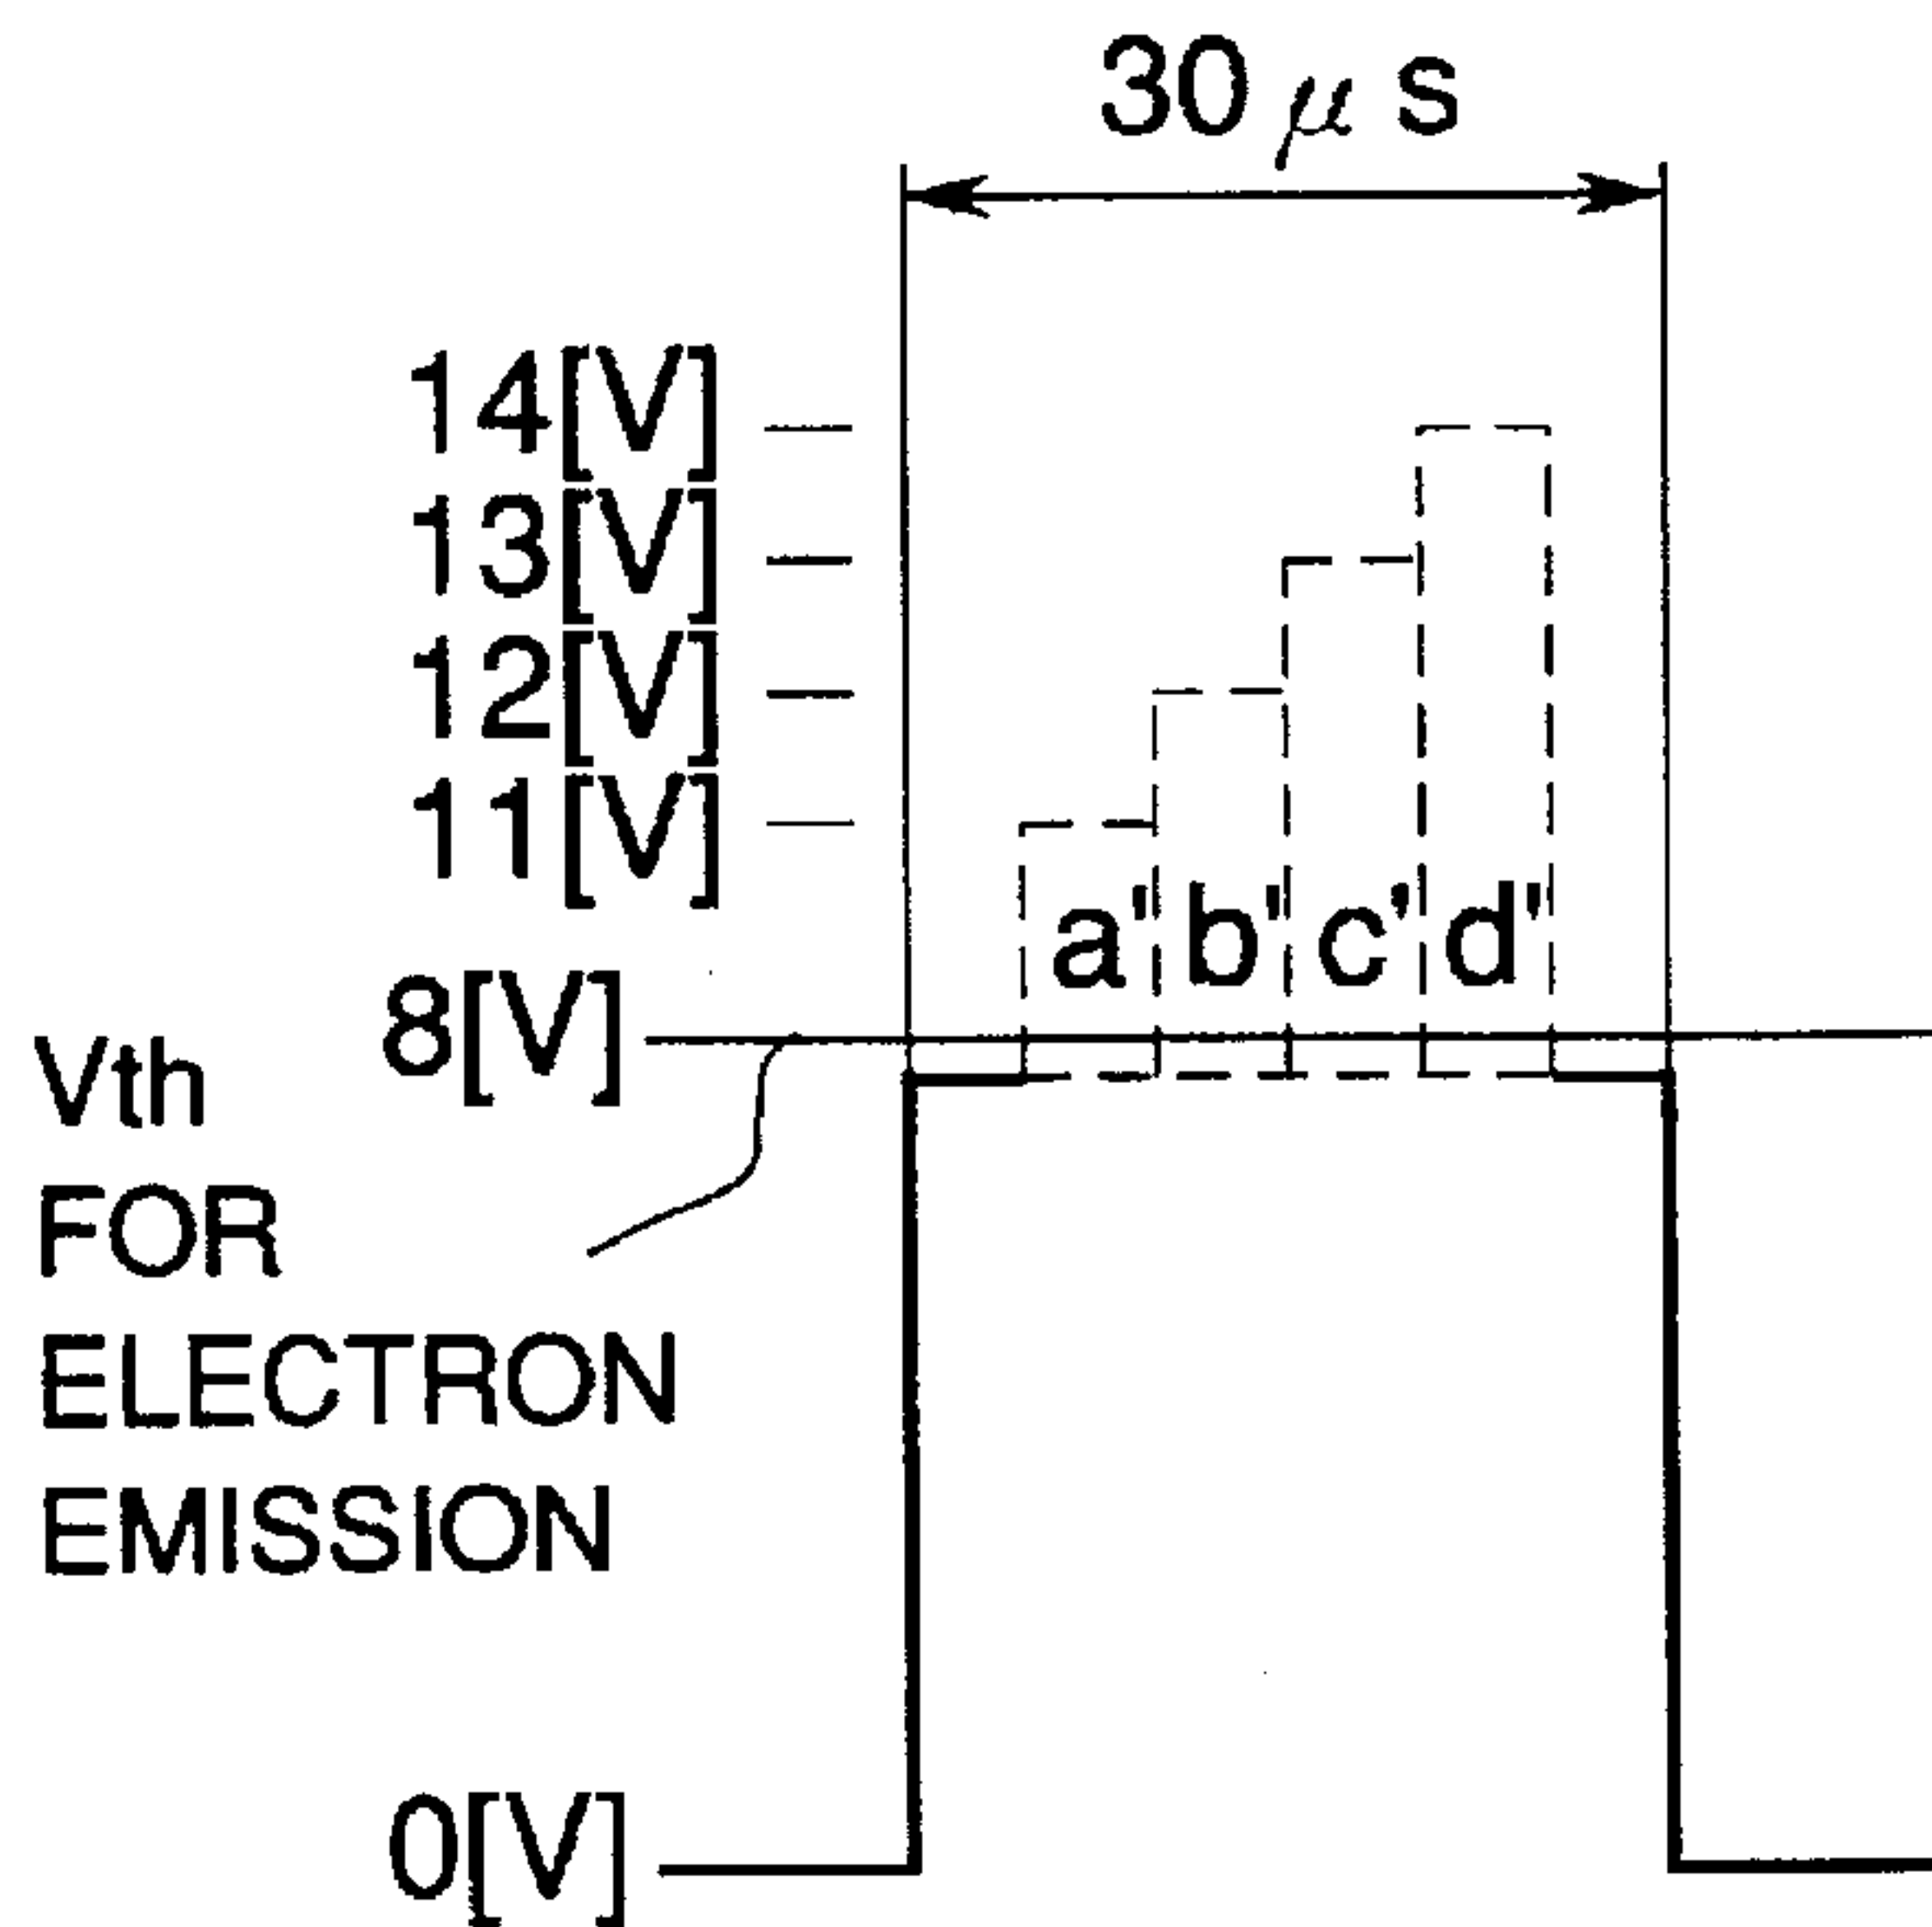 30 μ s
14[V]
13[V]
12[V]
11[V]
a' b' c' d'
8[V]
Vth
FOR
ELECTRON
EMISSION
0[V]